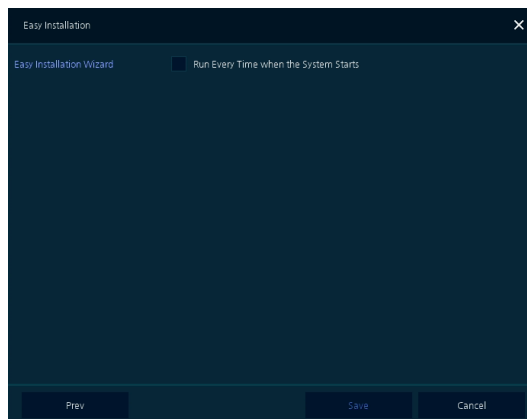 Easy Installation
Easy Installation Wizard Run Every Time when the System Starts
Prev Save Cancel